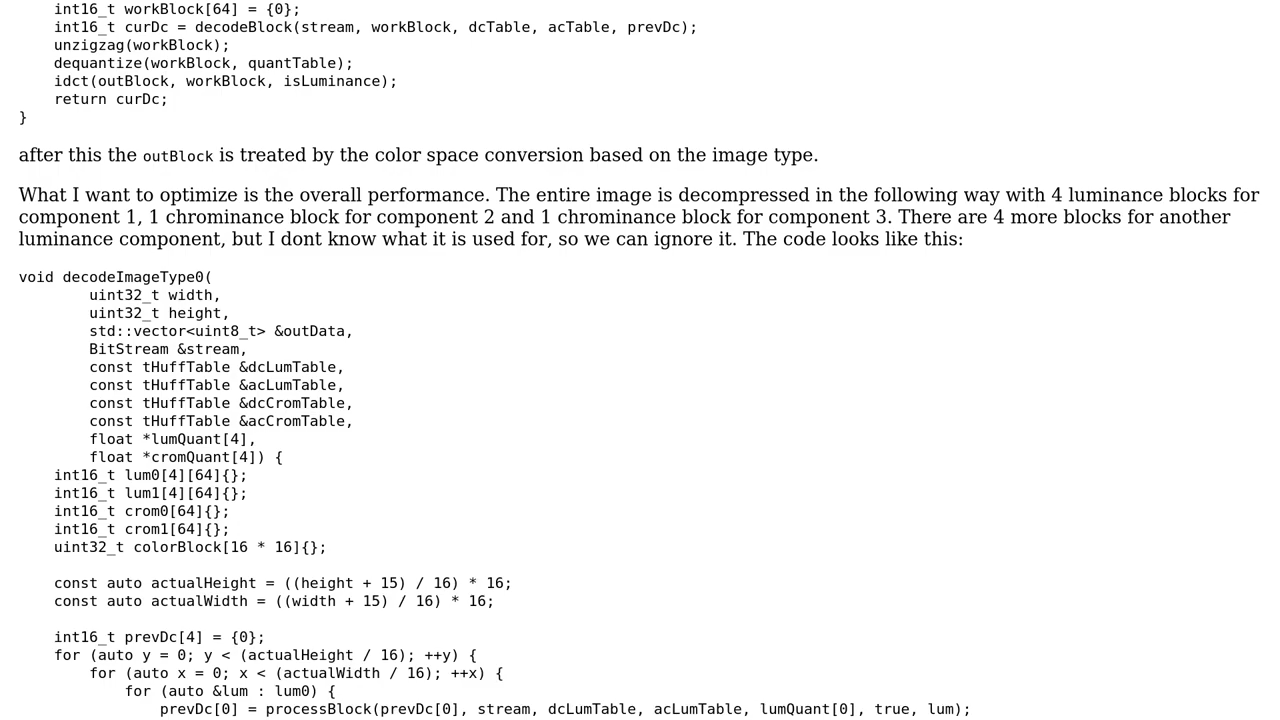 int16_t workBlock[64] = {0};
int16_t curDc = decodeBlock(stream, workBlock, dcTable, acTable, prevDc);
unzigzag(workBlock);
dequantize(workBlock, quantTable);
idct(outBlock, workBlock, isLuminance);
return curDc;
}
after this the outBlock is treated by the color space conversion based on the image type.
What I want to optimize is the overall performance. The entire image is decompressed in the following way with 4 luminance blocks for
component 1, 1 chrominance block for component 2 and 1 chrominance block for component 3. There are 4 more blocks for another
luminance component, but I dont know what it is used for, so we can ignore it. The code looks like this:
void decodeImageType0(
uint32_t width,
uint32_t height,
std::vector<uint8_t> &outData,
BitStream &stream,
const tHuffTable &dcLumTable,
const tHuffTable &acLumTable,
const tHuffTable &dcCromTable,
const tHuffTable &acCromTable,
float *lumQuant[4],
float *cromQuant[4]) {
int16_t lum0[4][64]{};
int16_t lum1[4][64]{};
int16_t crom0[64]{};
int16_t crom1[64]{};
uint32_t colorBlock[16 * 16]{};
const auto actualHeight = ((height + 15) / 16) * 16;
const auto actualWidth = ((width + 15) / 16) * 16;
int16_t prevDc[4] = {0};
for (auto y = 0; y < (actualHeight / 16); ++y) {
for (auto x = 0; x < (actualWidth / 16); ++x) {
for (auto &lum : lum0) {
prevDc[0] = processBlock(prevDc[0], stream, dcLumTable, acLumTable, lumQuant[0], true, lum);